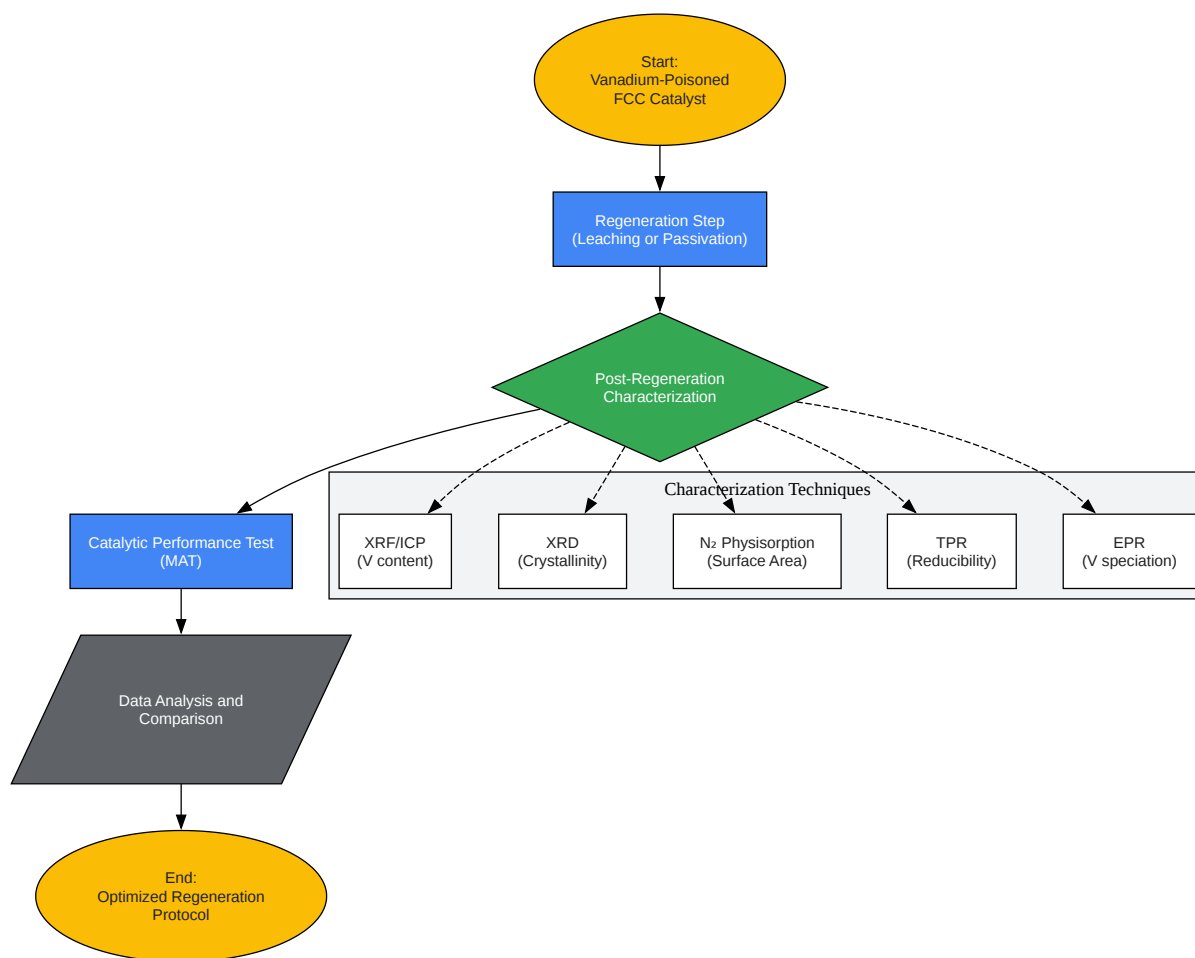 Start:
Vanadium-Poisoned
FCC Catalyst
Regeneration Step
(Leaching or Passivation)
Post-Regeneration
Characterization
Characterization Techniques
Catalytic Performance Test
(MAT)
XRF/ICP
(V content)
XRD
(Crystallinity)
N₂ Physisorption
(Surface Area)
TPR
(Reducibility)
EPR
(V speciation)
Data Analysis and
Comparison
End:
Optimized Regeneration
Protocol